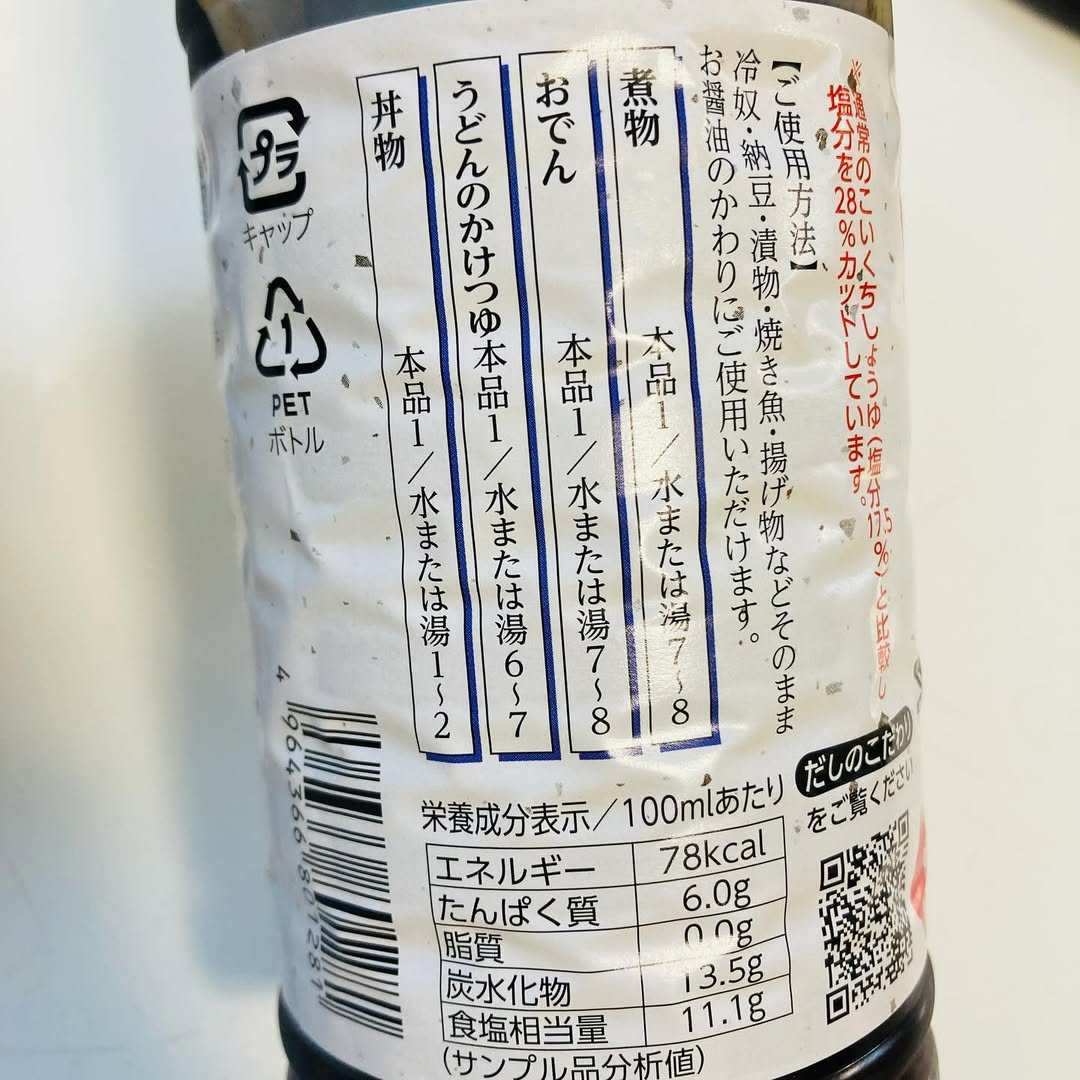 ※通常のこいくちしょうゆ(塩分17.5%)と比較し
塩分を28%カットしています。
【ご使用方法】
冷奴・納豆・漬物・焼き魚・揚げ物などそのまま
お醤油のかわりにご使用いただけます。
煮物 本品1/水または湯7~8
おでん 本品1/水または湯7~8
うどんのかけつゆ 本品1/水または湯6~7
丼物 本品1/水または湯1~2
プラ
キャップ
1
PET
ボトル
4 964366 801281
だしのこだわり
をご覧ください
栄養成分表示/100mlあたり
エネルギー 78kcal
たんぱく質 6.0g
脂質 0.0g
炭水化物 13.5g
食塩相当量 11.1g
(サンプル品分析値)